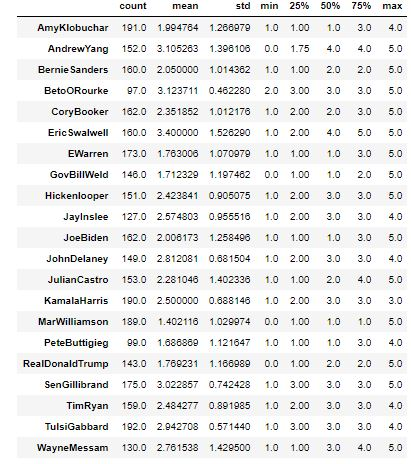 count mean std min 25% 50% 75% max
AmyKlobuchar 191.0 1.994764 1.266979 1.0 1.00 1.0 3.0 4.0
AndrewYang 152.0 3.105263 1.396106 0.0 1.75 4.0 4.0 5.0
BernieSanders 160.0 2.050000 1.014362 1.0 1.00 2.0 2.0 5.0
BetoORourke 97.0 3.123711 0.462280 2.0 3.00 3.0 3.0 5.0
CoryBooker 162.0 2.351852 1.012176 1.0 2.00 2.0 3.0 5.0
EricSwalwell 160.0 3.400000 1.526290 1.0 2.00 4.0 5.0 5.0
EWarren 173.0 1.763006 1.070979 1.0 1.00 1.0 3.0 5.0
GovBillWeld 146.0 1.712329 1.197462 0.0 1.00 1.0 2.0 5.0
Hickenlooper 151.0 2.423841 0.905075 1.0 2.00 3.0 3.0 5.0
JayInslee 127.0 2.574803 0.955516 1.0 2.00 3.0 3.0 4.0
JoeBiden 162.0 2.006173 1.258496 1.0 1.00 1.0 3.0 5.0
JohnDelaney 149.0 2.812081 0.681504 1.0 2.00 3.0 3.0 4.0
JulianCastro 153.0 2.281046 1.402336 1.0 1.00 2.0 4.0 5.0
KamalaHarris 190.0 2.500000 0.688146 1.0 2.00 3.0 3.0 3.0
MarWilliamson 189.0 1.402116 1.029974 0.0 1.00 1.0 1.0 5.0
PeteButtigieg 99.0 1.686869 1.121647 1.0 1.00 1.0 3.0 4.0
RealDonaldTrump 143.0 1.769231 1.166989 0.0 1.00 2.0 2.0 5.0
SenGillibrand 175.0 3.022857 0.742428 1.0 3.00 3.0 3.0 5.0
TimRyan 159.0 2.484277 0.891985 1.0 2.00 3.0 3.0 4.0
TulsiGabbard 192.0 2.942708 0.571440 1.0 3.00 3.0 3.0 4.0
WayneMessam 130.0 2.761538 1.429500 1.0 1.00 3.0 4.0 5.0